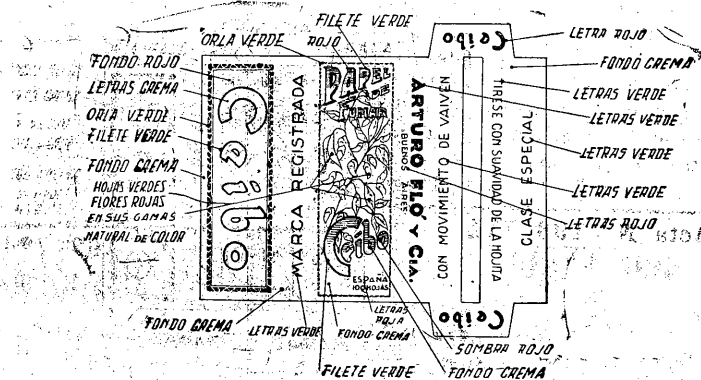 FILETE VERDE
ORLA VERDE
ROJO
LETRA ROJO
FONDO ROJO
FONDO CREMA
LETRAS CREMA
LETRAS VERDE
ORLA VERDE
LETRAS VERDE
FILETE VERDE
LETRAS VERDE
FONDO CREMA
LETRAS VERDE
HOJAS VERDES
FLORES ROJAS
EN SUS GAMAS
NATURAL DE COLOR
LETRAS ROJO
FONDO CREMA
LETRAS VERDE
LETRAS
ROJA
FONDO CREMA
SOMBRA ROJO
FILETE VERDE
FONDO CREMA
Ceibo
MARCA REGISTRADA
PAPEL
DE
FUMAR
Ceibo
ESPAÑA
100 HOJAS
ARTURO FLÓ Y CIA.
BUENOS AIRES
CON MOVIMIENTO DE VAIVEN
TIRESE CON SUAVIDAD DE LA HOJITA
CLASE ESPECIAL
Ceibo
Ceibo